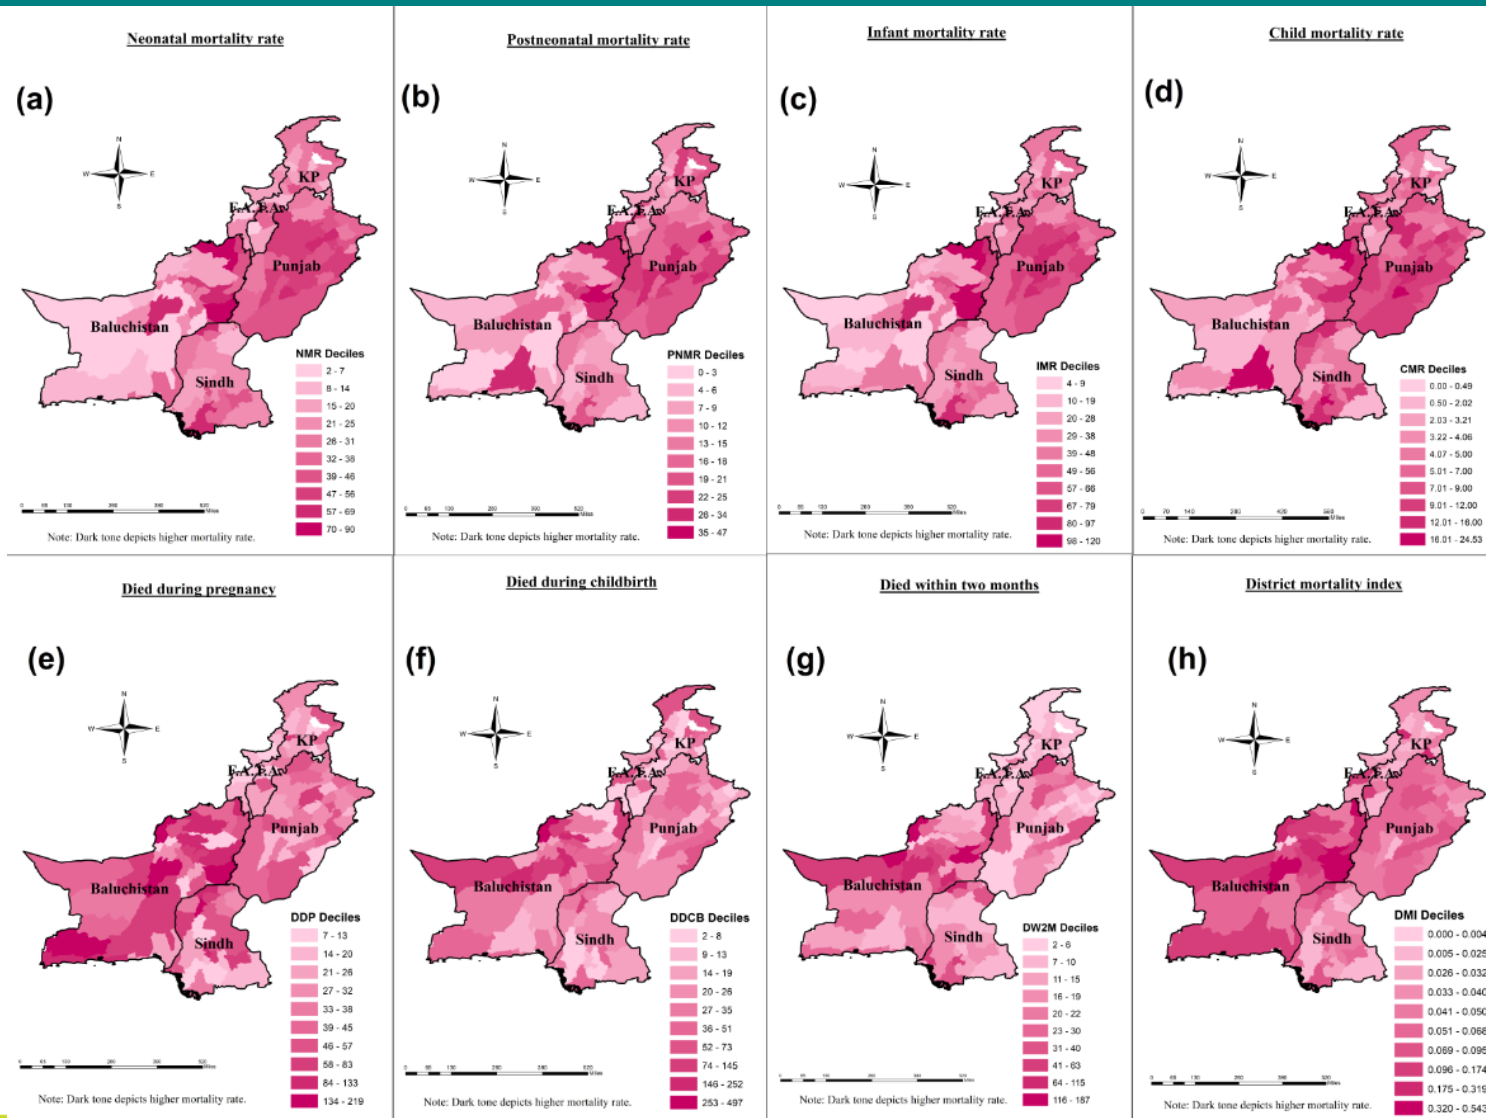 Neonatal mortality rate
(a)
N
W E
S
KP
F.A.T.A.
Punjab
Baluchistan
Sindh
NMR Deciles
2 - 7
8 - 14
15 - 20
21 - 25
26 - 31
32 - 38
39 - 46
47 - 56
57 - 69
70 - 90
Miles
Note: Dark tone depicts higher mortality rate.
Postneonatal mortality rate
(b)
N
W E
S
KP
F.A.T.A.
Punjab
Baluchistan
Sindh
PNMR Deciles
0 - 3
4 - 6
7 - 9
10 - 12
13 - 15
16 - 18
19 - 21
22 - 25
26 - 34
35 - 47
Miles
Note: Dark tone depicts higher mortality rate.
Infant mortality rate
(c)
N
W E
S
KP
F.A.T.A.
Punjab
Baluchistan
Sindh
IMR Deciles
4 - 9
10 - 19
20 - 28
29 - 38
39 - 48
49 - 56
57 - 66
67 - 79
80 - 97
98 - 120
Miles
Note: Dark tone depicts higher mortality rate.
Child mortality rate
(d)
N
W E
S
KP
F.A.T.A.
Punjab
Baluchistan
Sindh
CMR Deciles
0.00 - 0.49
0.50 - 2.02
2.03 - 3.21
3.22 - 4.06
4.07 - 5.00
5.01 - 7.00
7.01 - 9.00
9.01 - 12.00
12.01 - 16.00
16.01 - 24.53
0 70 140 280 420 560
Miles
Note: Dark tone depicts higher mortality rate.
Died during pregnancy
(e)
N
W E
S
KP
F.A.T.A.
Punjab
Baluchistan
Sindh
DDP Deciles
7 - 13
14 - 20
21 - 26
27 - 32
33 - 38
39 - 45
46 - 57
58 - 83
84 - 133
134 - 219
Miles
Note: Dark tone depicts higher mortality rate.
Died during childbirth
(f)
N
W E
S
KP
F.A.T.A.
Punjab
Baluchistan
Sindh
DDCB Deciles
2 - 8
9 - 13
14 - 19
20 - 26
27 - 35
36 - 51
52 - 73
74 - 145
146 - 252
253 - 497
Miles
Note: Dark tone depicts higher mortality rate.
Died within two months
(g)
N
W E
S
KP
F.A.T.A.
Punjab
Baluchistan
Sindh
DW2M Deciles
2 - 6
7 - 10
11 - 15
16 - 19
20 - 22
23 - 30
31 - 40
41 - 63
64 - 115
116 - 187
Note: Dark tone depicts higher mortality rate.
District mortality index
(h)
N
W E
S
KP
F.A.T.A.
Punjab
Baluchistan
Sindh
DMI Deciles
0.000 - 0.004
0.005 - 0.025
0.026 - 0.032
0.033 - 0.040
0.041 - 0.050
0.051 - 0.068
0.069 - 0.095
0.096 - 0.174
0.175 - 0.319
0.320 - 0.543
Miles
Note: Dark tone depicts higher mortality rate.